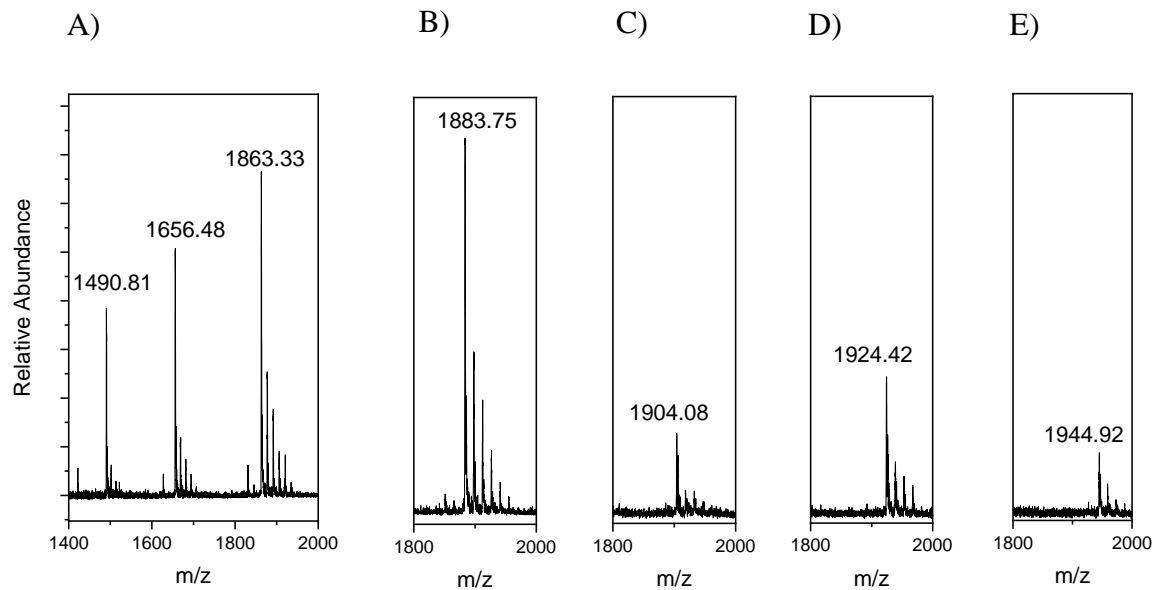 A)
B)
C)
D)
E)
Relative Abundance
1490.81
1656.48
1863.33
1400
1600
1800
2000
m/z
1883.75
1800
2000
m/z
1904.08
1800
2000
m/z
1924.42
1800
2000
m/z
1944.92
1800
2000
m/z